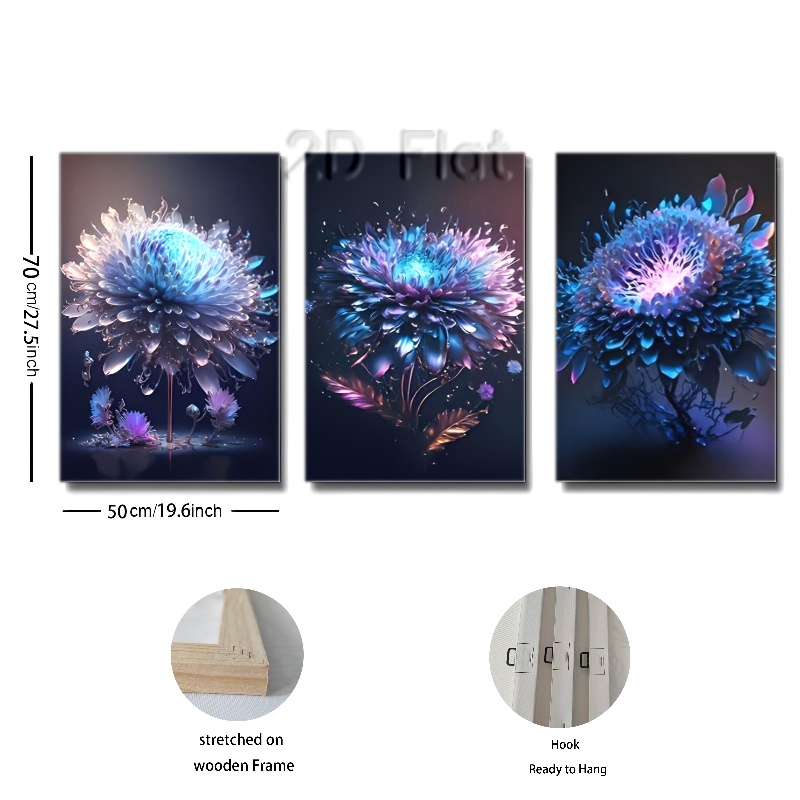 2D Flat
70 cm/27.5inch
50cm/19.6inch
stretched on
wooden Frame
Hook
Ready to Hang